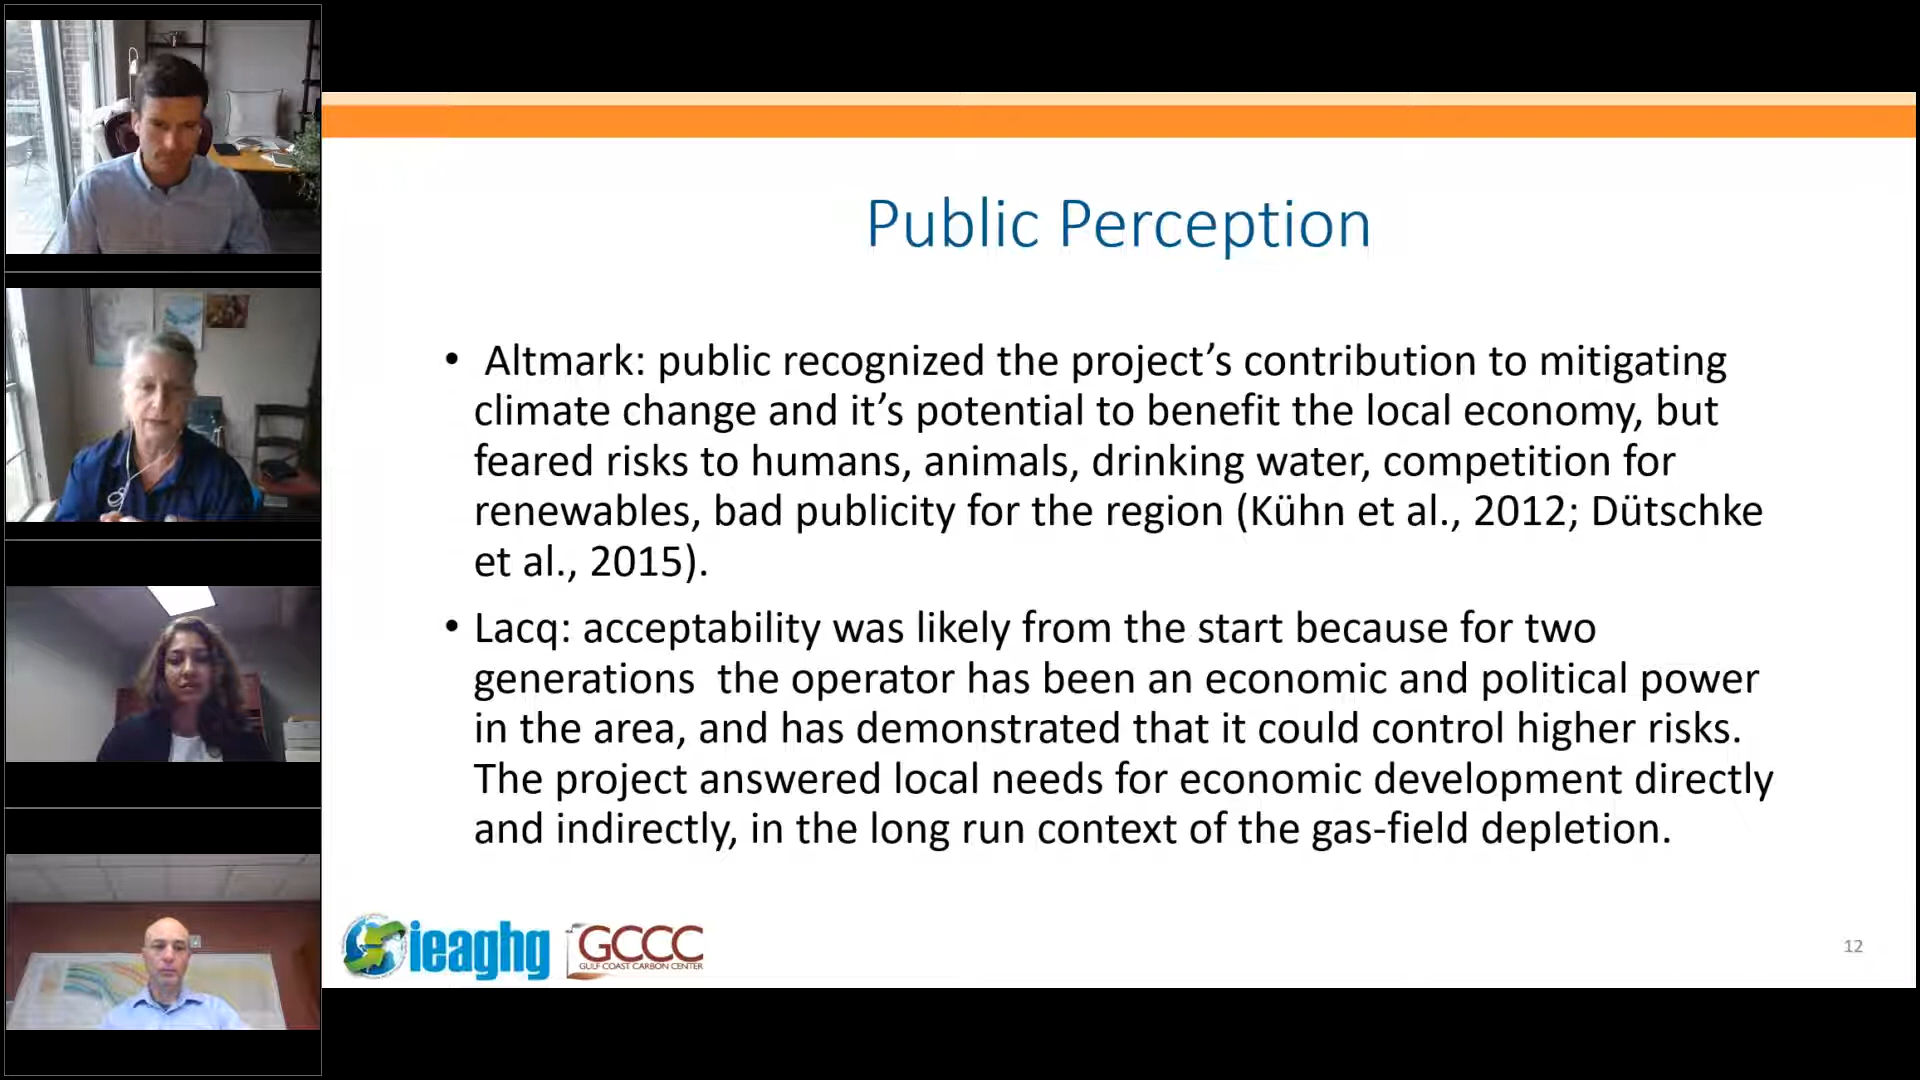 Public Perception
• Altmark: public recognized the project’s contribution to mitigating
climate change and it’s potential to benefit the local economy, but
feared risks to humans, animals, drinking water, competition for
renewables, bad publicity for the region (Kühn et al., 2012; Dütschke
et al., 2015).
• Lacq: acceptability was likely from the start because for two
generations the operator has been an economic and political power
in the area, and has demonstrated that it could control higher risks.
The project answered local needs for economic development directly
and indirectly, in the long run context of the gas-field depletion.
ieaghg
GCCC
GULF COAST CARBON CENTER
12